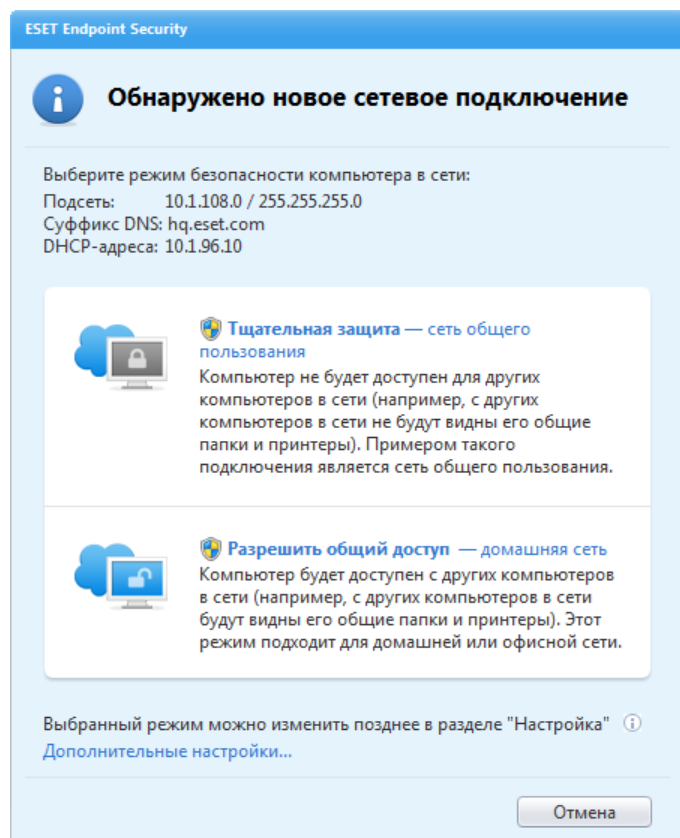 ESET Endpoint Security
Обнаружено новое сетевое подключение
Выберите режим безопасности компьютера в сети:
Подсеть: 10.1.108.0 / 255.255.255.0
Суффикс DNS: hq.eset.com
DHCP-адреса: 10.1.96.10
Тщательная защита — сеть общего
пользования
Компьютер не будет доступен для других
компьютеров в сети (например, с других
компьютеров в сети не будут видны его общие
папки и принтеры). Примером такого
подключения является сеть общего пользования.
Разрешить общий доступ — домашняя сеть
Компьютер будет доступен с других компьютеров
в сети (например, с других компьютеров в сети
будут видны его общие папки и принтеры). Этот
режим подходит для домашней или офисной сети.
Выбранный режим можно изменить позднее в разделе "Настройка"
Дополнительные настройки...
Отмена